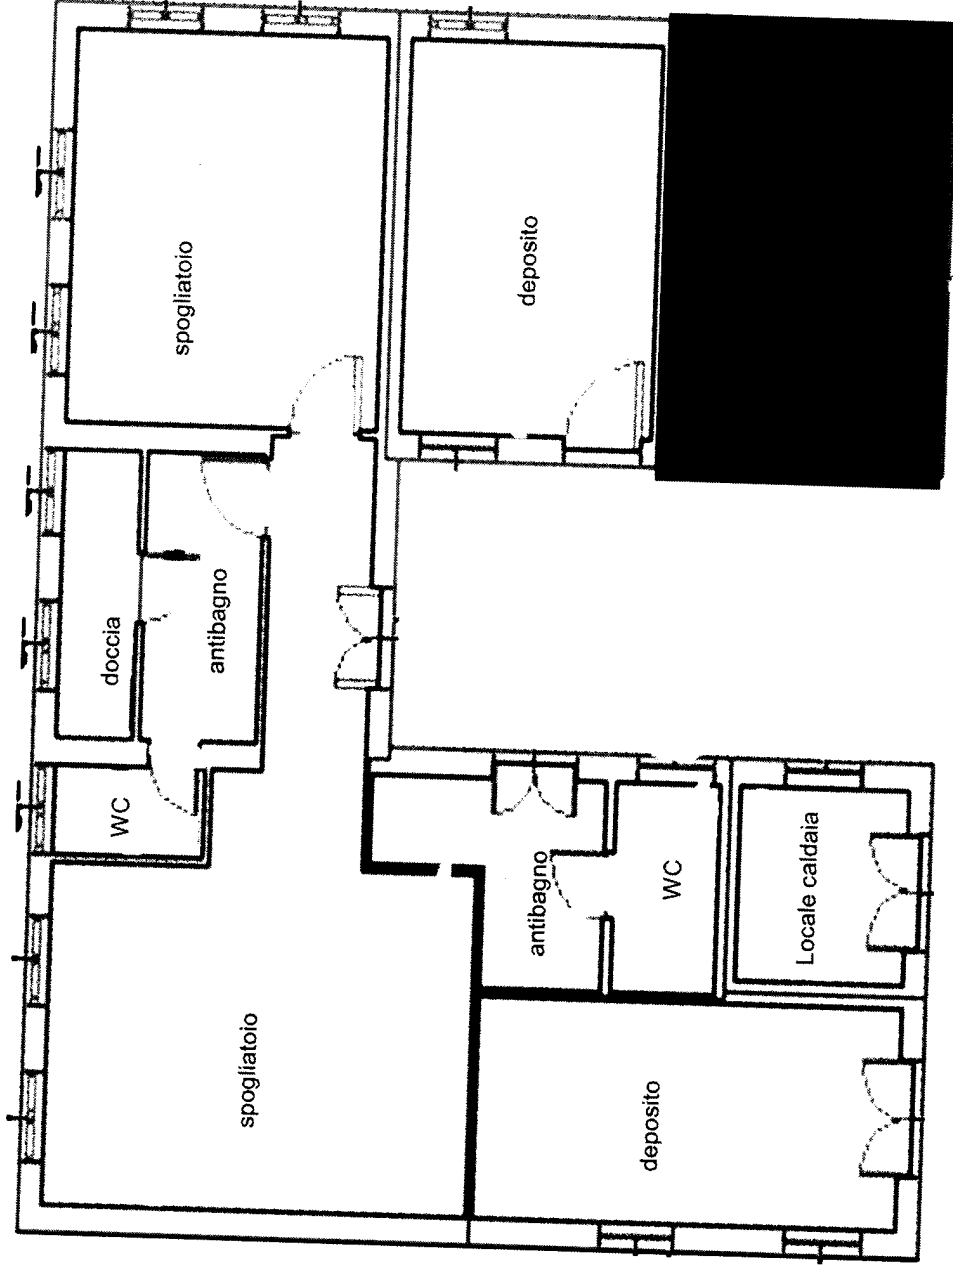 spogliatoio
deposito
doccia
antibagno
WC
spogliatoio
antibagno
WC
Locale caldaia
deposito